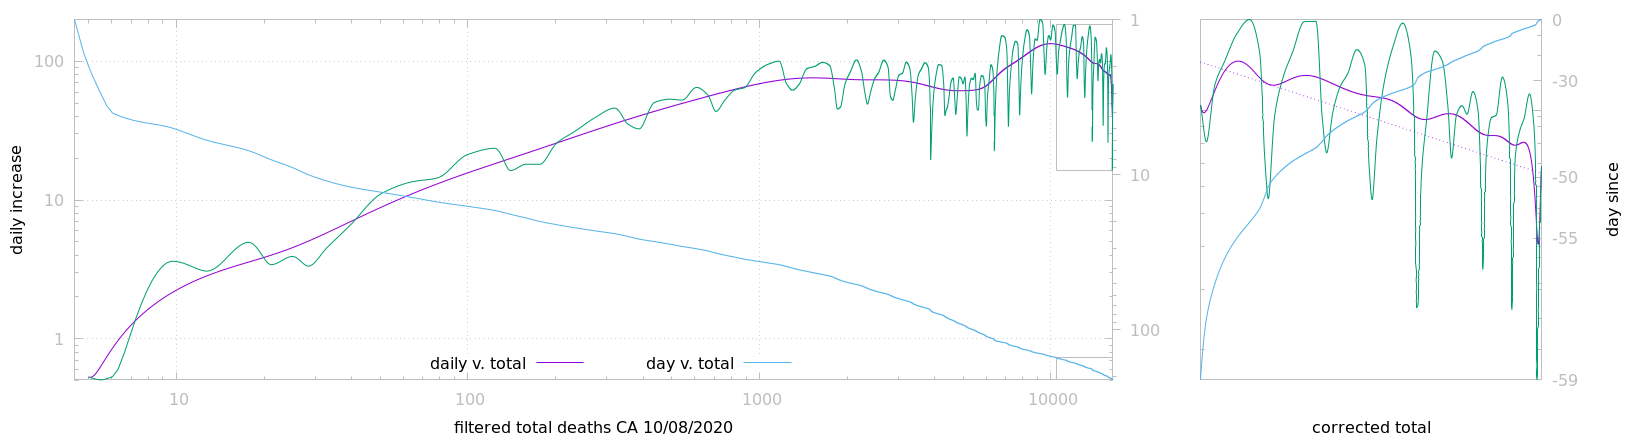 100
10
1
daily increase
1
10
100
daily v. total
day v. total
10
100
1000
10000
filtered total deaths CA 10/08/2020
0
-30
-50
-55
-59
day since
corrected total